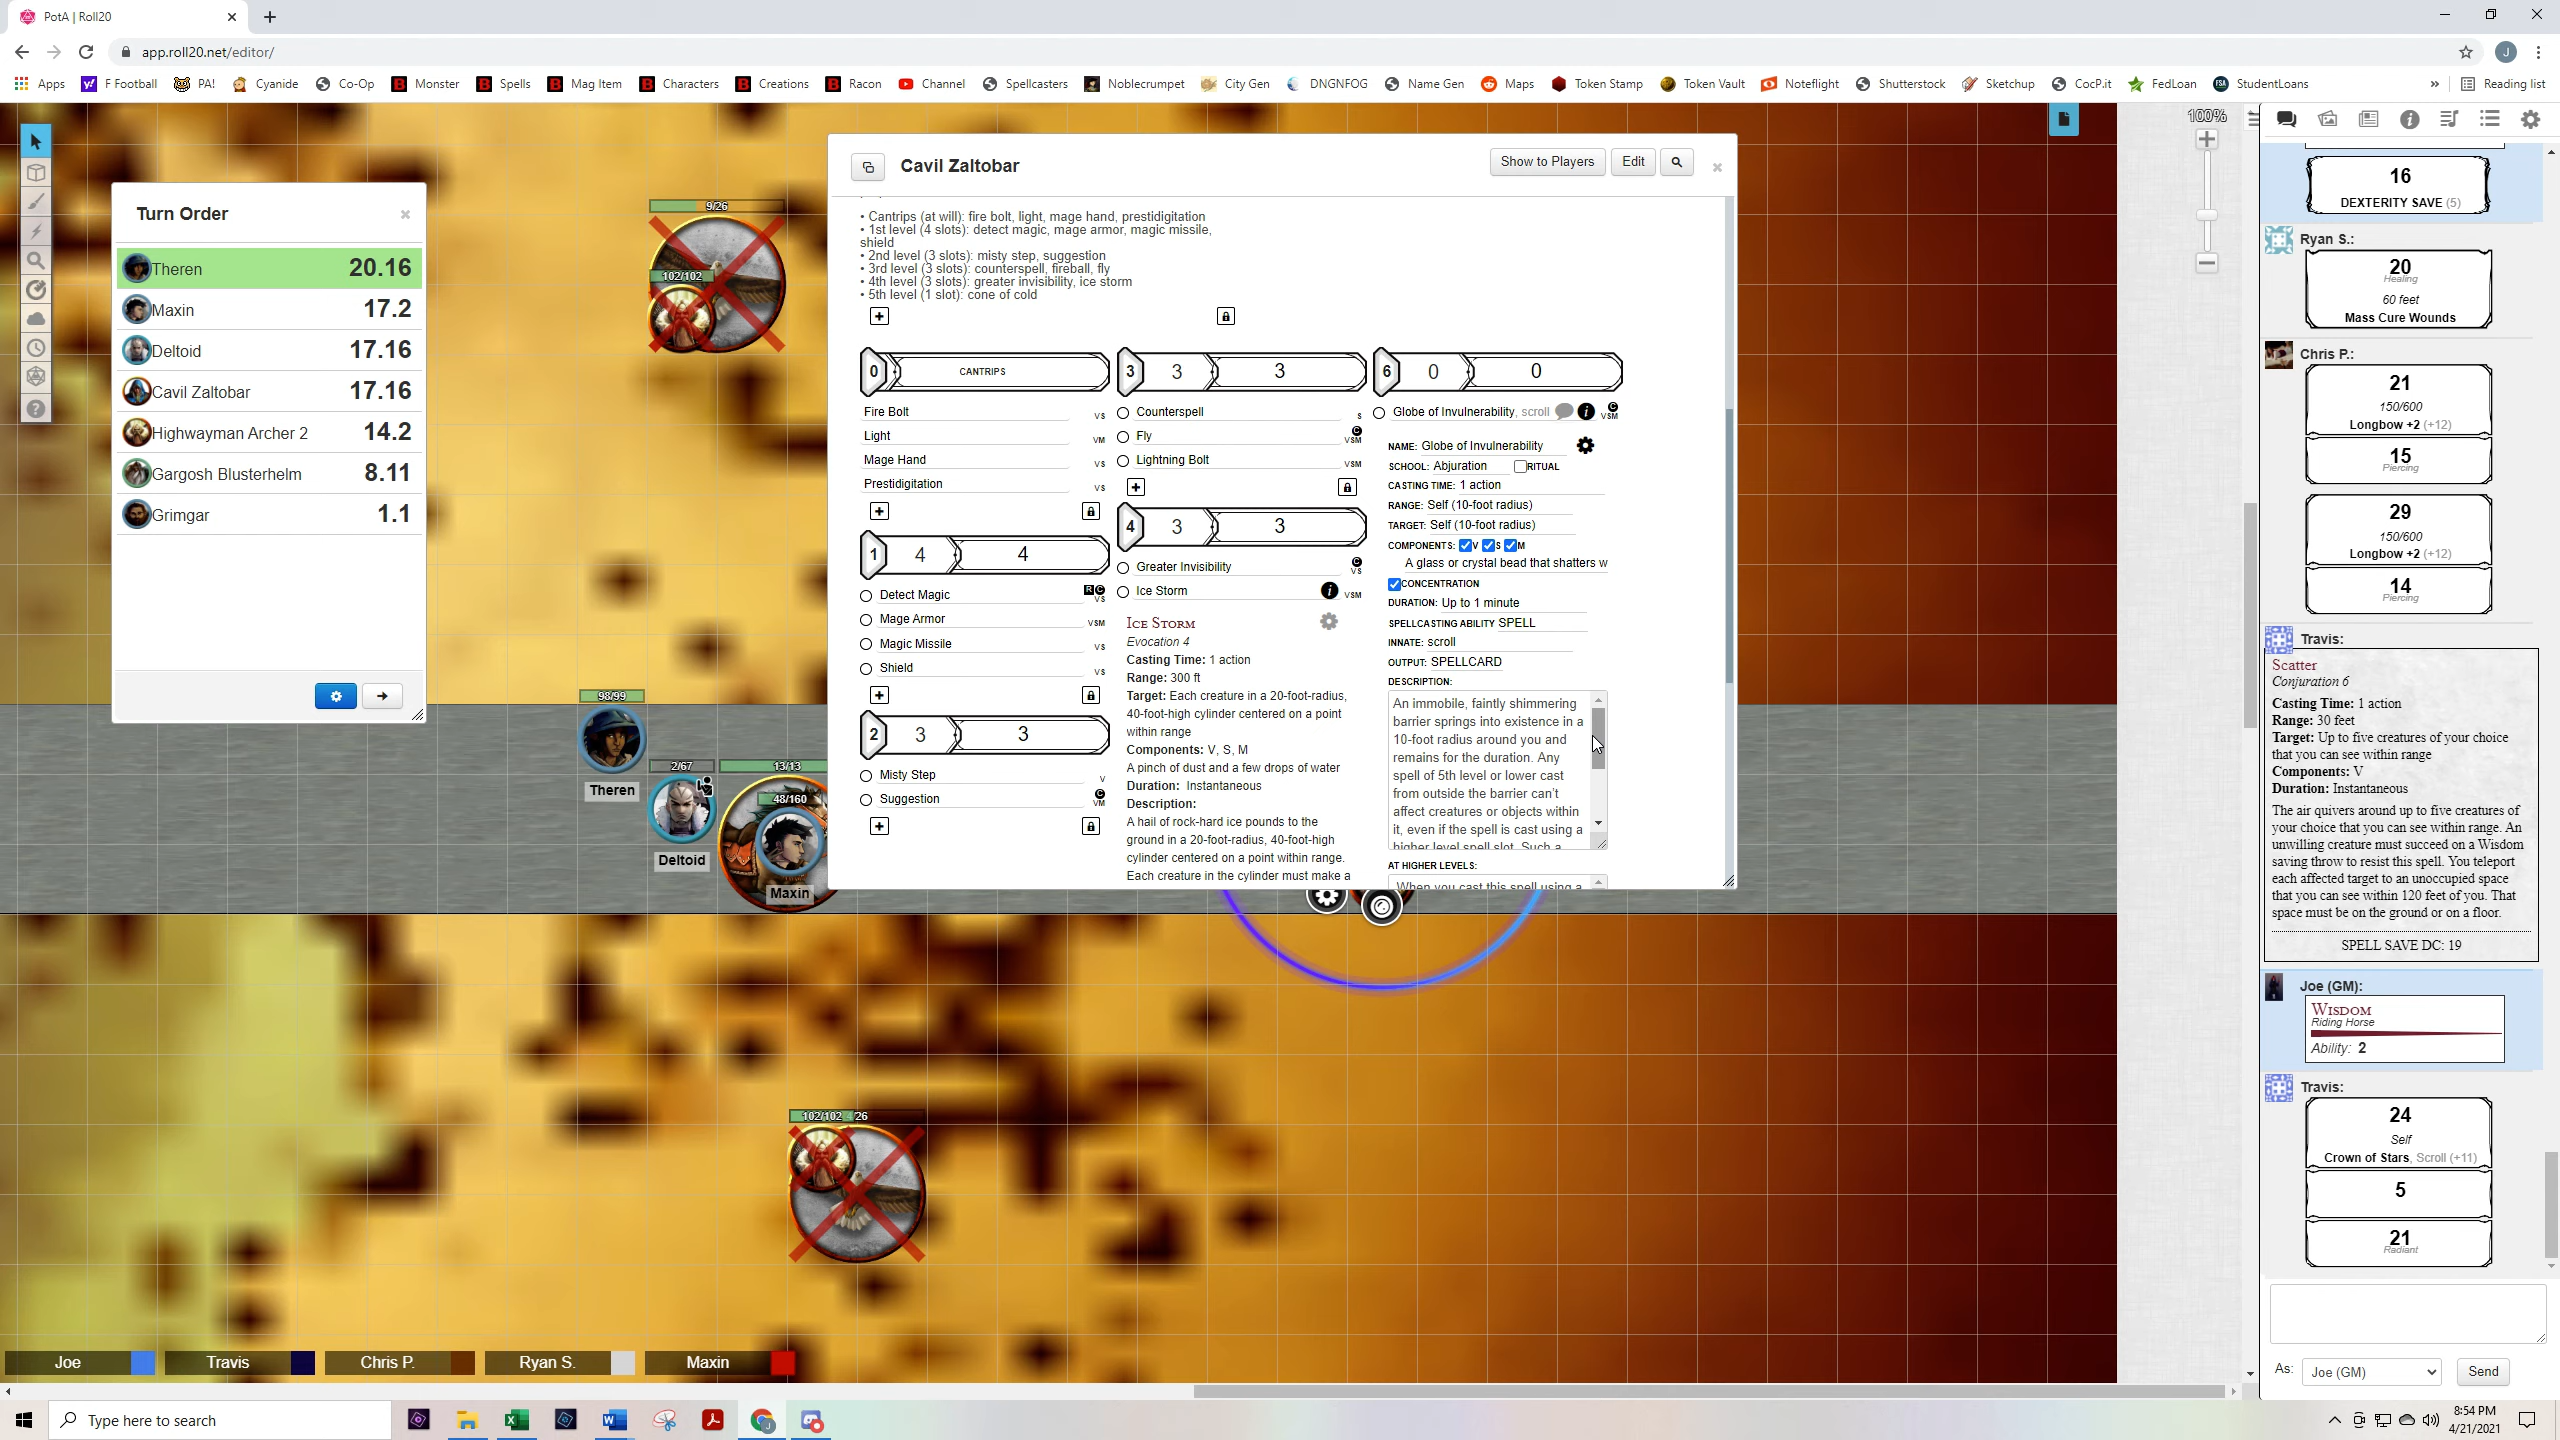 PotA | Roll20
app.roll20.net/editor/
Apps
F Football
PA!
Cyanide
Co-Op
Monster
Spells
Mag Item
Characters
Creations
Racon
Channel
Spellcasters
Noblecrumpet
City Gen
DNGNFOG
Name Gen
Maps
Token Stamp
Token Vault
Noteflight
Shutterstock
Sketchup
CocP.it
FedLoan
StudentLoans
»
Reading list
Turn Order
Theren 20.16
Maxin 17.2
Deltoid 17.16
Cavil Zaltobar 17.16
Highwayman Archer 2 14.2
Gargosh Blusterhelm 8.11
Grimgar 1.1
9/26
102/102
98/99
Theren
2/67
Deltoid
13/13
48/160
Maxin
102/102
Cavil Zaltobar
Show to Players
Edit
• Cantrips (at will): fire bolt, light, mage hand, prestidigitation
• 1st level (4 slots): detect magic, mage armor, magic missile,
shield
• 2nd level (3 slots): misty step, suggestion
• 3rd level (3 slots): counterspell, fireball, fly
• 4th level (3 slots): greater invisibility, ice storm
• 5th level (1 slot): cone of cold
0 CANTRIPS
Fire Bolt VS
Light VM
Mage Hand VS
Prestidigitation VS
1 4 4
Detect Magic R C VS
Mage Armor VSM
Magic Missile VS
Shield VS
2 3 3
Misty Step V
Suggestion C VM
3 3 3
Counterspell S
Fly C VSM
Lightning Bolt VSM
4 3 3
Greater Invisibility C VS
Ice Storm VSM
ICE STORM
Evocation 4
Casting Time: 1 action
Range: 300 ft
Target: Each creature in a 20-foot-radius,
40-foot-high cylinder centered on a point
within range
Components: V, S, M
A pinch of dust and a few drops of water
Duration: Instantaneous
Description:
A hail of rock-hard ice pounds to the
ground in a 20-foot-radius, 40-foot-high
cylinder centered on a point within range.
Each creature in the cylinder must make a
6 0 0
Globe of Invulnerability, scroll C VSM
NAME: Globe of Invulnerability
SCHOOL: Abjuration RITUAL
CASTING TIME: 1 action
RANGE: Self (10-foot radius)
TARGET: Self (10-foot radius)
COMPONENTS: V S M
A glass or crystal bead that shatters w
CONCENTRATION
DURATION: Up to 1 minute
SPELLCASTING ABILITY SPELL
INNATE: scroll
OUTPUT: SPELLCARD
DESCRIPTION:
An immobile, faintly shimmering
barrier springs into existence in a
10-foot radius around you and
remains for the duration. Any
spell of 5th level or lower cast
from outside the barrier can't
affect creatures or objects within
it, even if the spell is cast using a
higher level spell slot. Such a
AT HIGHER LEVELS:
When you cast this spell using a
100%
16
DEXTERITY SAVE (5)
Ryan S.:
20
Healing
60 feet
Mass Cure Wounds
Chris P.:
21
150/600
Longbow +2 (+12)
15
Piercing
29
150/600
Longbow +2 (+12)
14
Piercing
Travis:
Scatter
Conjuration 6
Casting Time: 1 action
Range: 30 feet
Target: Up to five creatures of your choice
that you can see within range
Components: V
Duration: Instantaneous
The air quivers around up to five creatures of
your choice that you can see within range. An
unwilling creature must succeed on a Wisdom
saving throw to resist this spell. You teleport
each affected target to an unoccupied space
that you can see within 120 feet of you. That
space must be on the ground or on a floor.
SPELL SAVE DC: 19
Joe (GM):
WISDOM
Riding Horse
Ability: 2
Travis:
24
Self
Crown of Stars, Scroll (+11)
5
21
Radiant
As: Joe (GM) Send
Joe
Travis
Chris P.
Ryan S.
Maxin
Type here to search
8:54 PM
4/21/2021